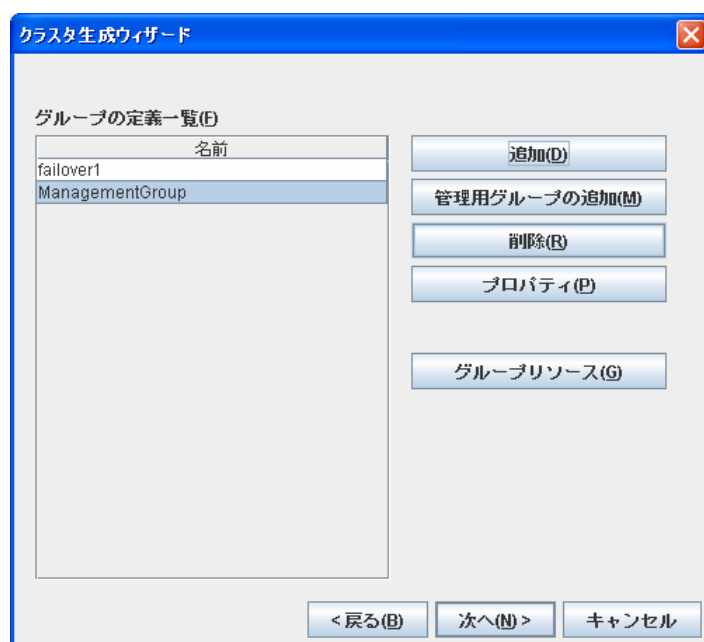 クラスタ生成ウィザード
グループの定義一覧(F)
名前
failover1
ManagementGroup
追加(D)
管理用グループの追加(M)
削除(R)
プロパティ(P)
グループリソース(G)
<戻る(B)
次へ(N)>
キャンセル